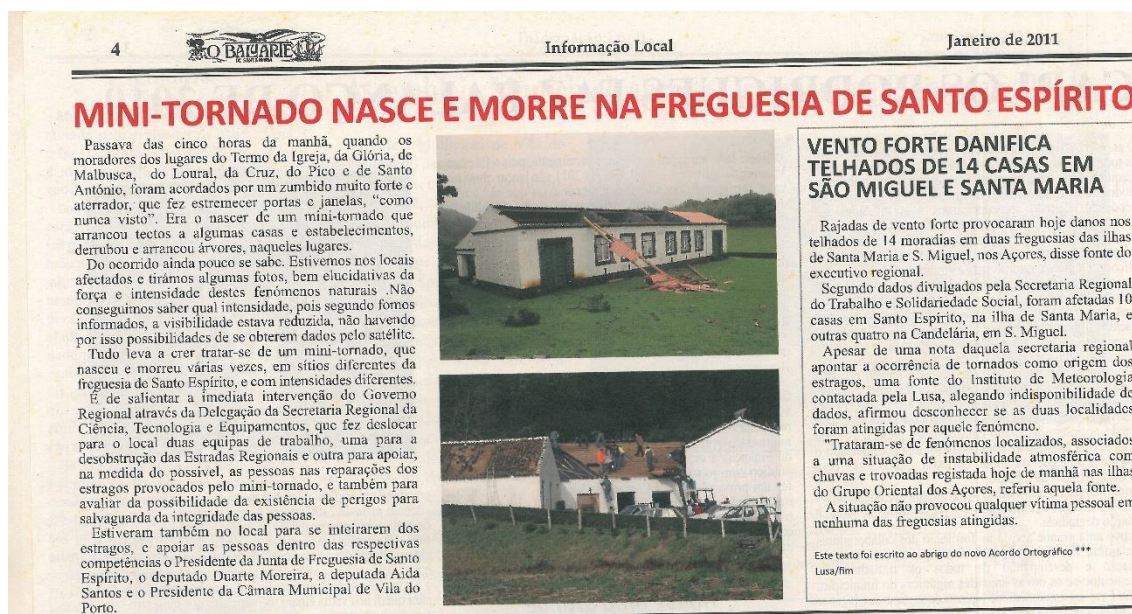 4
O BALUARTE
DE SANTA MARIA
Informação Local
Janeiro de 2011
MINI-TORNADO NASCE E MORRE NA FREGUESIA DE SANTO ESPÍRITO
Passava das cinco horas da manhã, quando os
moradores dos lugares do Termo da Igreja, da Glória, de
Malbusca, do Loural, da Cruz, do Pico e de Santo
António, foram acordados por um zumbido muito forte e
aterrador, que fez estremecer portas e janelas, “como
nunca visto”. Era o nascer de um mini-tornado que
arrancou tectos a algumas casas e estabelecimentos,
derrubou e arrancou árvores, naqueles lugares.
Do ocorrido ainda pouco se sabe. Estivemos nos locais
afectados e tirámos algumas fotos, bem elucidativas da
força e intensidade destes fenómenos naturais .Não
conseguimos saber qual intensidade, pois segundo fomos
informados, a visibilidade estava reduzida, não havendo
por isso possibilidades de se obterem dados pelo satélite.
Tudo leva a crer tratar-se de um mini-tornado, que
nasceu e morreu várias vezes, em sítios diferentes da
freguesia de Santo Espírito, e com intensidades diferentes.
É de salientar a imediata intervenção do Governo
Regional através da Delegação da Secretaria Regional da
Ciência, Tecnologia e Equipamentos, que fez deslocar
para o local duas equipas de trabalho, uma para a
desobstrução das Estradas Regionais e outra para apoiar,
na medida do possivel, as pessoas nas reparações dos
estragos provocados pelo mini-tornado, e também para
avaliar da possibilidade da existência de perigos para
salvaguarda da integridade das pessoas.
Estiveram também no local para se inteirarem dos
estragos, e apoiar as pessoas dentro das respectivas
competências o Presidente da Junta de Freguesia de Santo
Espírito, o deputado Duarte Moreira, a deputada Aida
Santos e o Presidente da Câmara Municipal de Vila do
Porto.
VENTO FORTE DANIFICA
TELHADOS DE 14 CASAS EM
SÃO MIGUEL E SANTA MARIA
Rajadas de vento forte provocaram hoje danos nos
telhados de 14 moradias em duas freguesias das ilhas
de Santa Maria e S. Miguel, nos Açores, disse fonte do
executivo regional.
Segundo dados divulgados pela Secretaria Regional
do Trabalho e Solidariedade Social, foram afetadas 10
casas em Santo Espírito, na ilha de Santa Maria, e
outras quatro na Candelária, em S. Miguel.
Apesar de uma nota daquela secretaria regional
apontar a ocorrência de tornados como origem dos
estragos, uma fonte do Instituto de Meteorologia
contactada pela Lusa, alegando indisponibilidade de
dados, afirmou desconhecer se as duas localidades
foram atingidas por aquele fenómeno.
"Trataram-se de fenómenos localizados, associados
a uma situação de instabilidade atmosférica com
chuvas e trovoadas registada hoje de manhã nas ilhas
do Grupo Oriental dos Açores, referiu aquela fonte.
A situação não provocou qualquer vítima pessoal em
nenhuma das freguesias atingidas.
Este texto foi escrito ao abrigo do novo Acordo Ortográfico ***
Lusa/fim